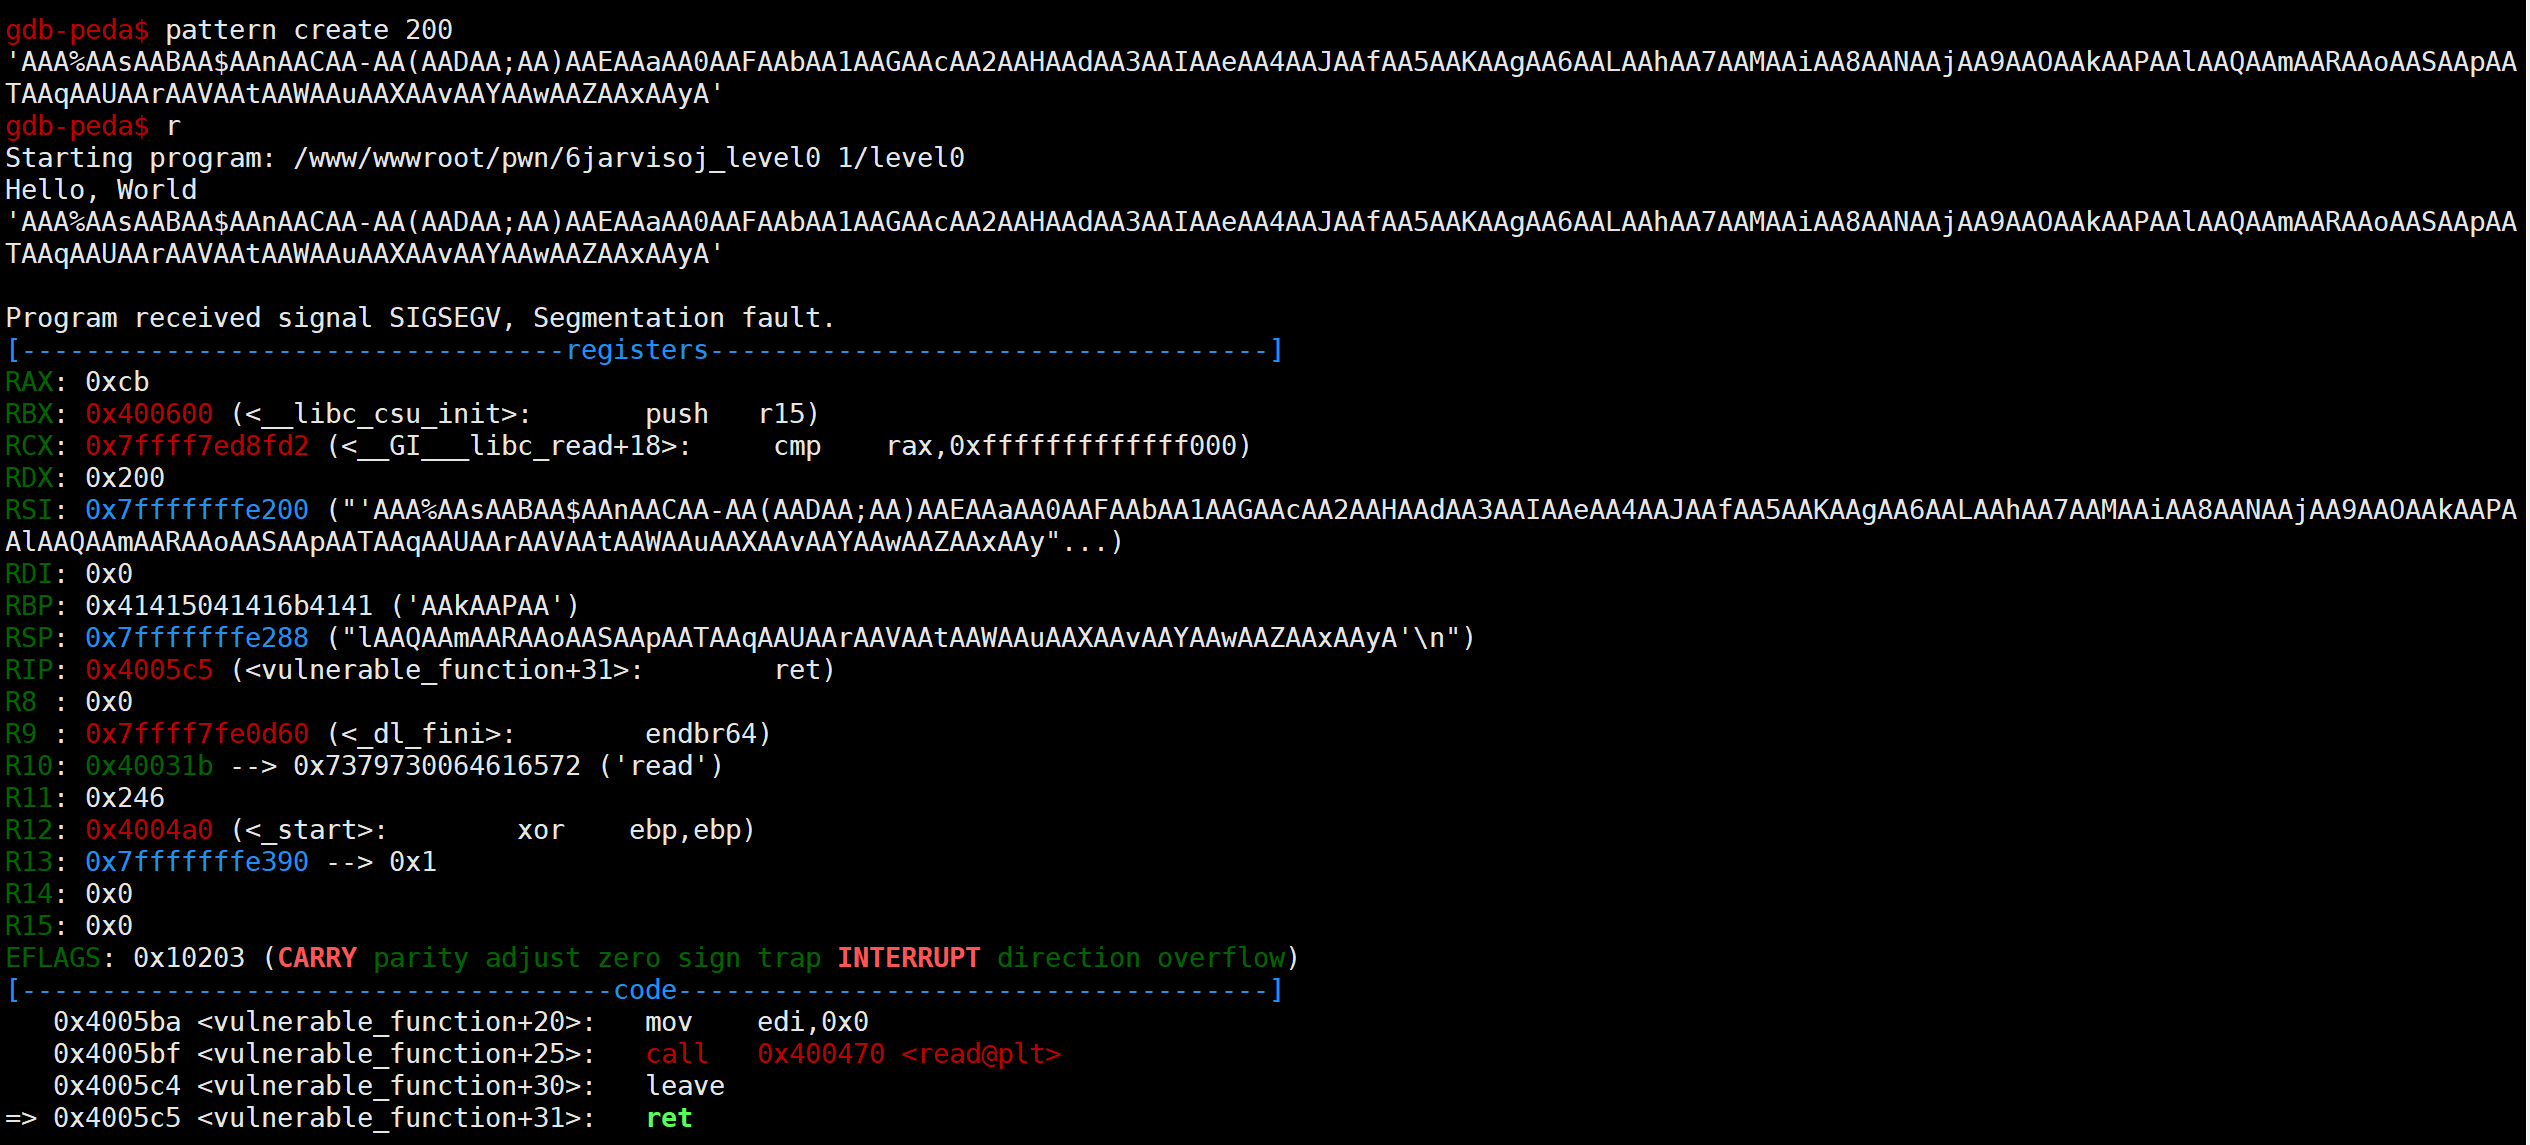 gdb-peda$ pattern create 200
'AAA%AAsAABAA$AAnAACAA-AA(AADAA;AA)AAEAAaAA0AAFAAbAA1AAGAAcAA2AAHAAdAA3AAIAAeAA4AAJAAfAA5AAKAAgAA6AALAAhAA7AAMAAiAA8AANAAjAA9AAOAAkAAPAAlAAQAAmAARAAoAASAApAA
TAAqAAUAArAAVAAtAAWAAuAAXAAvAAYAAwAAZAAxAAyA'
gdb-peda$ r
Starting program: /www/wwwroot/pwn/6jarvisoj_level0 1/level0
Hello, World
'AAA%AAsAABAA$AAnAACAA-AA(AADAA;AA)AAEAAaAA0AAFAAbAA1AAGAAcAA2AAHAAdAA3AAIAAeAA4AAJAAfAA5AAKAAgAA6AALAAhAA7AAMAAiAA8AANAAjAA9AAOAAkAAPAAlAAQAAmAARAAoAASAApAA
TAAqAAUAArAAVAAtAAWAAuAAXAAvAAYAAwAAZAAxAAyA'
Program received signal SIGSEGV, Segmentation fault.
[----------------------------------registers-----------------------------------]
RAX: 0xcb
RBX: 0x400600 (<__libc_csu_init>:       push   r15)
RCX: 0x7ffff7ed8fd2 (<__GI___libc_read+18>:     cmp    rax,0xfffffffffffff000)
RDX: 0x200
RSI: 0x7fffffffe200 ("'AAA%AAsAABAA$AAnAACAA-AA(AADAA;AA)AAEAAaAA0AAFAAbAA1AAGAAcAA2AAHAAdAA3AAIAAeAA4AAJAAfAA5AAKAAgAA6AALAAhAA7AAMAAiAA8AANAAjAA9AAOAAkAAPA
AlAAQAAmAARAAoAASAApAATAAqAAUAArAAVAAtAAWAAuAAXAAvAAYAAwAAZAAxAAy"...)
RDI: 0x0
RBP: 0x41415041416b4141 ('AAkAAPAA')
RSP: 0x7fffffffe288 ("lAAQAAmAARAAoAASAApAATAAqAAUAArAAVAAtAAWAAuAAXAAvAAYAAwAAZAAxAAyA'\n")
RIP: 0x4005c5 (<vulnerable_function+31>:        ret)
R8 : 0x0
R9 : 0x7ffff7fe0d60 (<_dl_fini>:        endbr64)
R10: 0x40031b --> 0x7379730064616572 ('read')
R11: 0x246
R12: 0x4004a0 (<_start>:        xor    ebp,ebp)
R13: 0x7fffffffe390 --> 0x1
R14: 0x0
R15: 0x0
EFLAGS: 0x10203 (CARRY parity adjust zero sign trap INTERRUPT direction overflow)
[-------------------------------------code-------------------------------------]
   0x4005ba <vulnerable_function+20>:   mov    edi,0x0
   0x4005bf <vulnerable_function+25>:   call   0x400470 <read@plt>
   0x4005c4 <vulnerable_function+30>:   leave
=> 0x4005c5 <vulnerable_function+31>:   ret